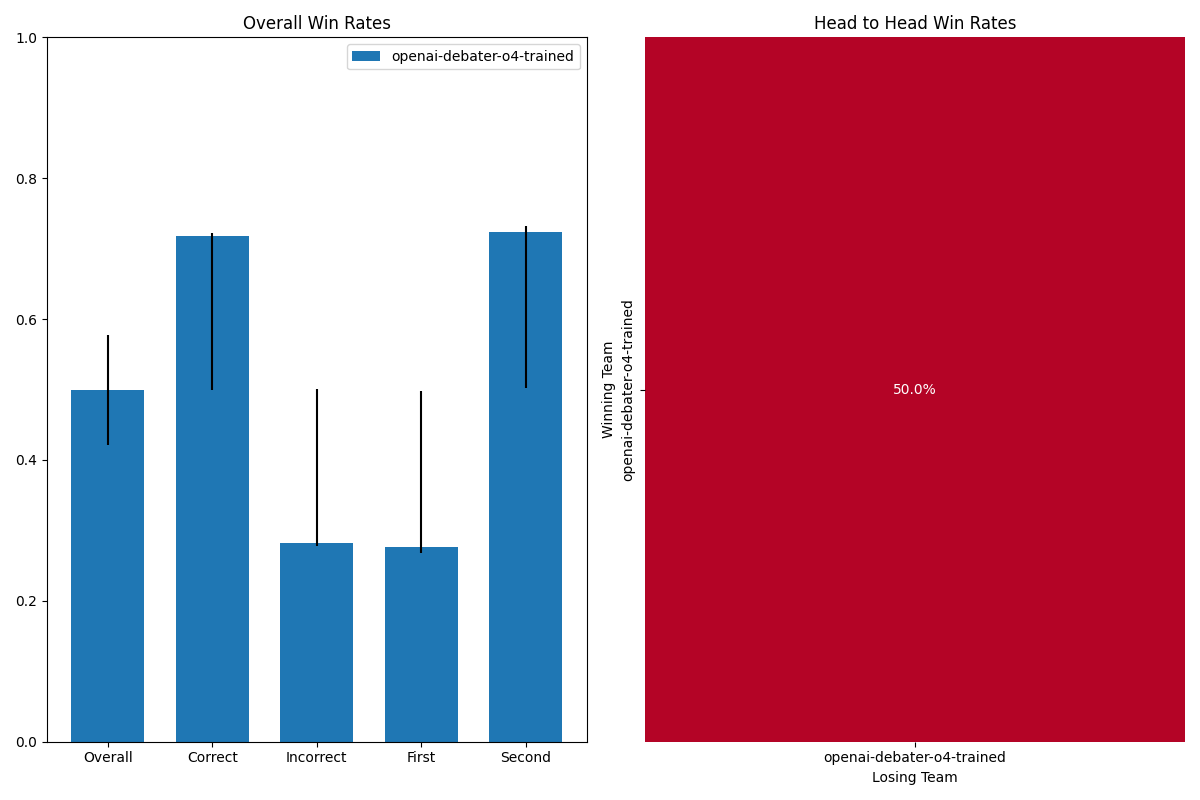 Overall Win Rates
openai-debater-o4-trained
1.0
0.8
0.6
0.4
0.2
0.0
Overall
Correct
Incorrect
First
Second
Head to Head Win Rates
Winning Team
openai-debater-o4-trained
50.0%
openai-debater-o4-trained
Losing Team